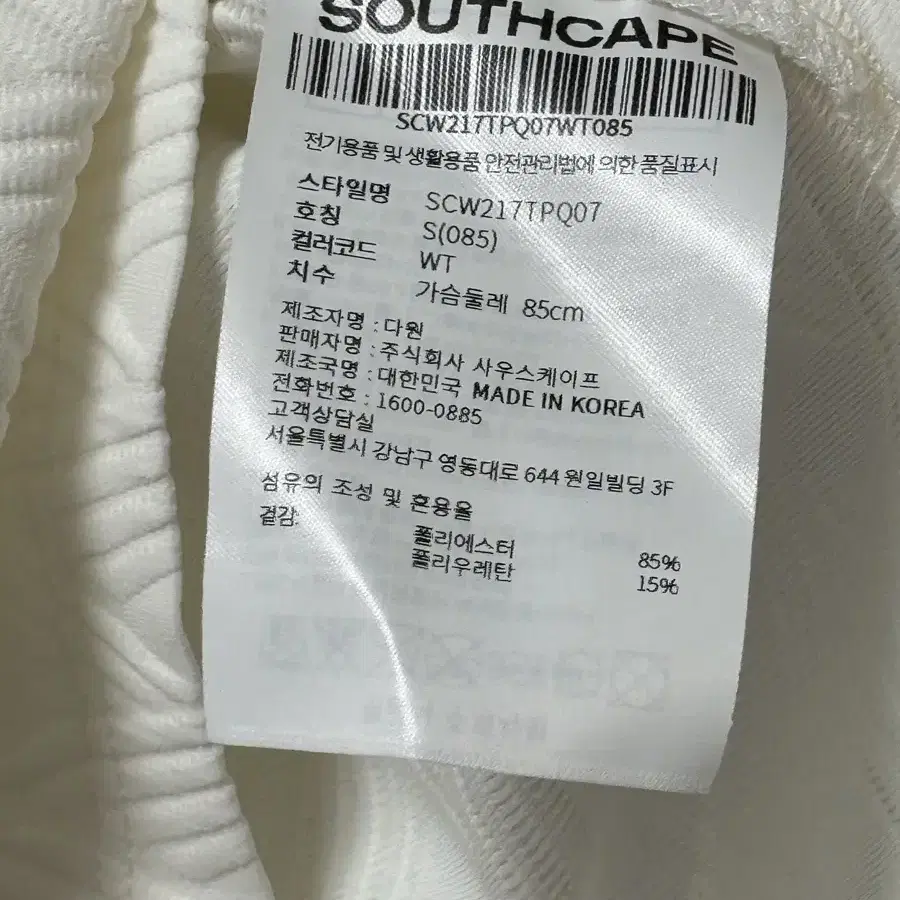 SOUTHCAPE
SCW217TPQ07WT085
전기용품 및 생활용품 안전관리법에 의한 품질표시
스타일명 SCW217TPQ07
호칭 S(085)
컬러코드 WT
치수 가슴둘레 85cm
제조자명 : 다원
판매자명 : 주식회사 사우스케이프
제조국명 : 대한민국 MADE IN KOREA
전화번호 : 1600-0885
고객상담실
서울특별시 강남구 영동대로 644 원일빌딩 3F
섬유의 조성 및 혼용율
겉감:
폴리에스터 85%
폴리우레탄 15%